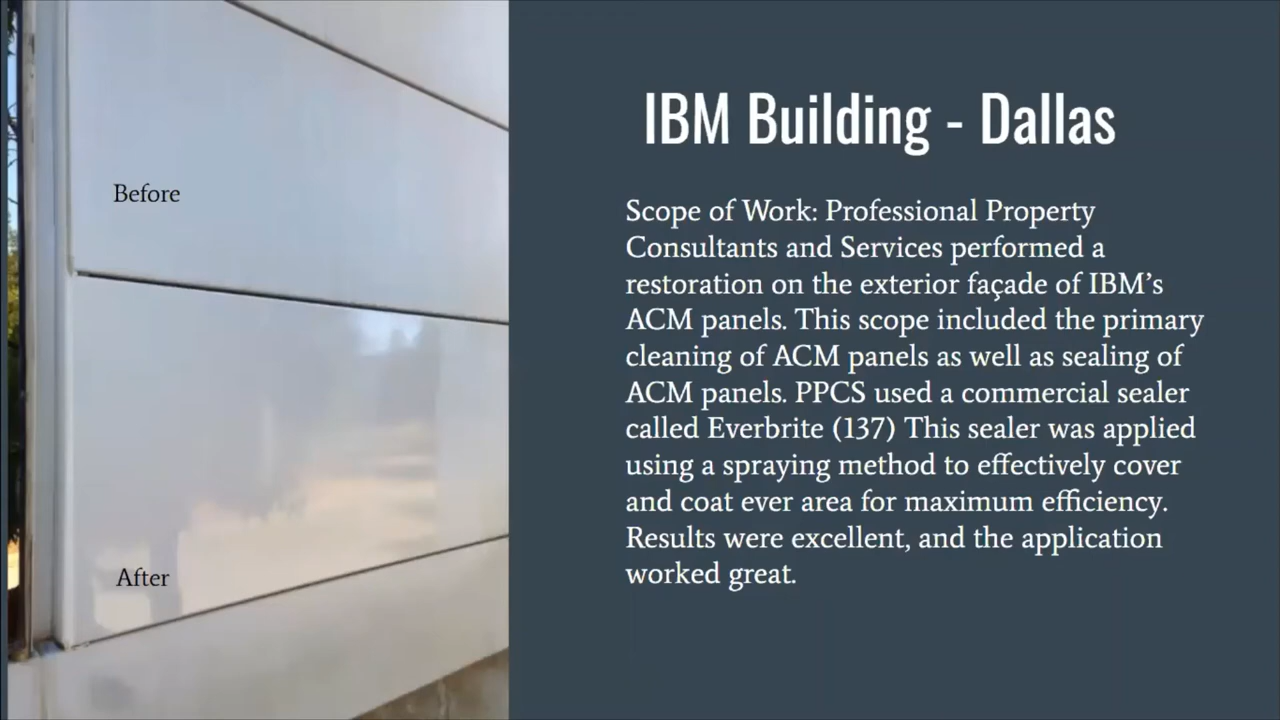 IBM Building - Dallas
Before
After
Scope of Work: Professional Property
Consultants and Services performed a
restoration on the exterior façade of IBM’s
ACM panels. This scope included the primary
cleaning of ACM panels as well as sealing of
ACM panels. PPCS used a commercial sealer
called Everbrite (137) This sealer was applied
using a spraying method to effectively cover
and coat ever area for maximum efficiency.
Results were excellent, and the application
worked great.